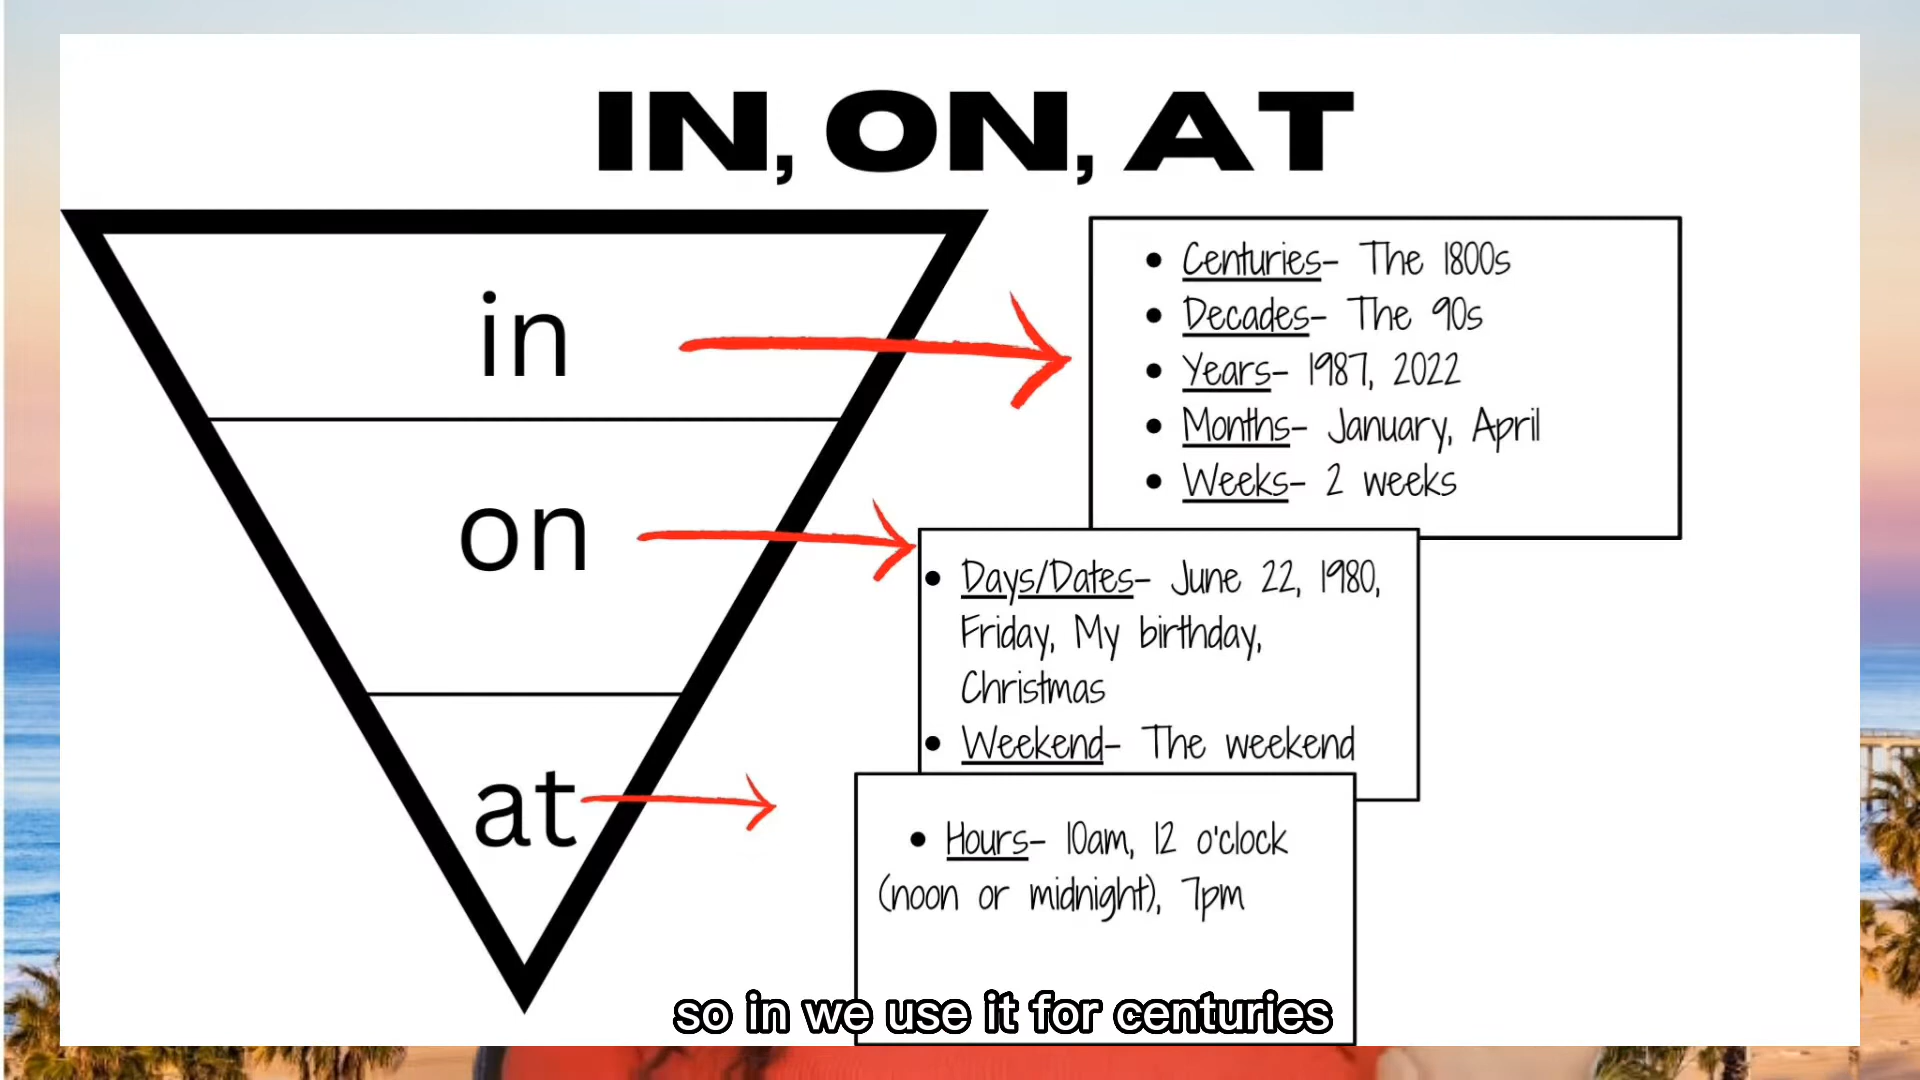 IN, ON, AT
in
• Centuries- The 1800s
• Decades- The 90s
• Years- 1987, 2022
• Months- January, April
• Weeks- 2 weeks
on
• Days/Dates- June 22, 1980,
Friday, My birthday,
Christmas
• Weekend- The weekend
at
• Hours- 10am, 12 o'clock
(noon or midnight), 7pm
so in we use it for centuries